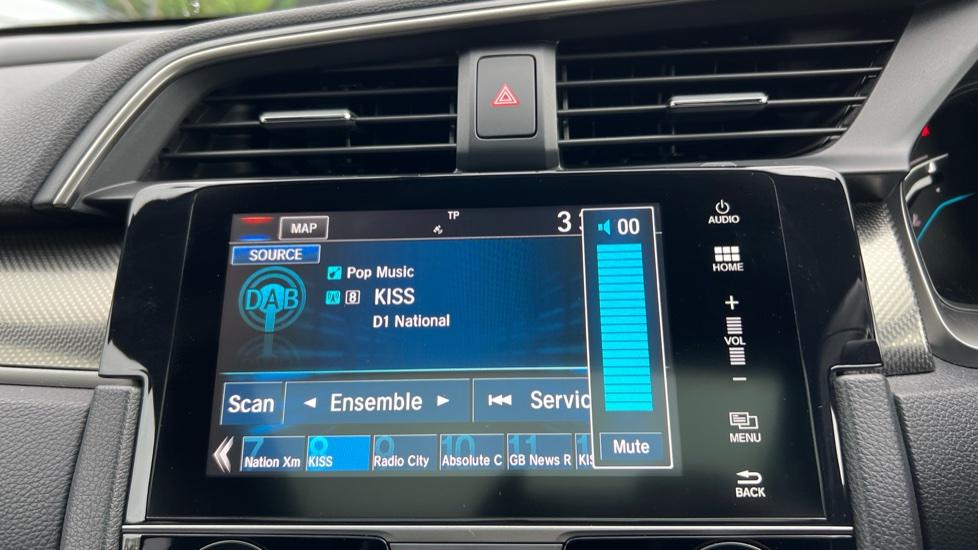 AUDIO
TP
MAP
3
00
SOURCE
HOME
DAB
Pop Music
8 KISS
D1 National
VOL
Scan
Ensemble
Mute
7 Nation Xm
8 KISS
9 Radio City
10 Absolute C
11 GB News R
MENU
BACK